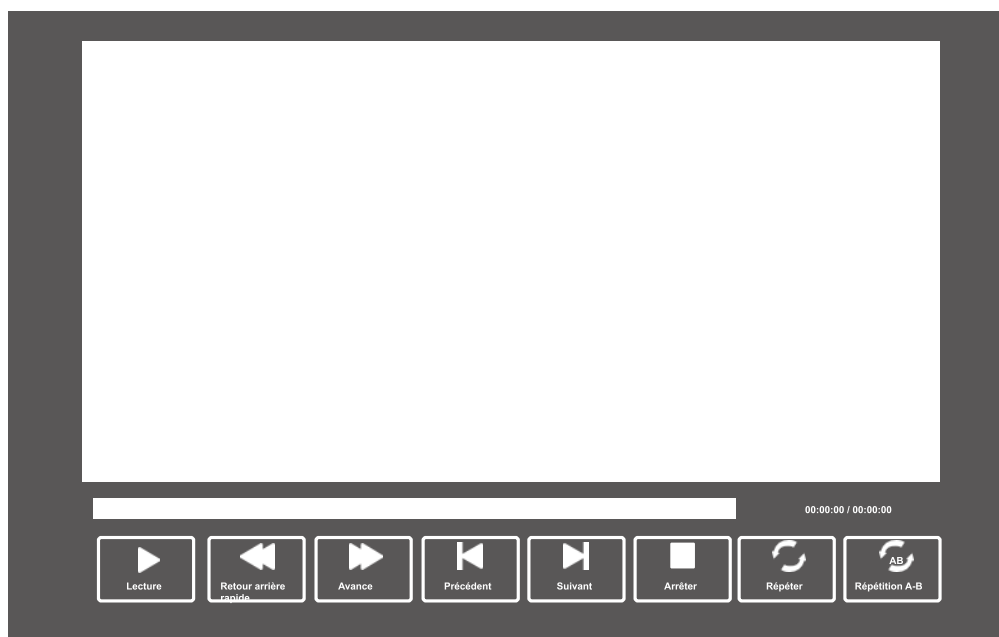 00:00:00 / 00:00:00
AB
Lecture
Retour arrière
rapide
Avance
Précédent
Suivant
Arrêter
Répéter
Répétition A-B